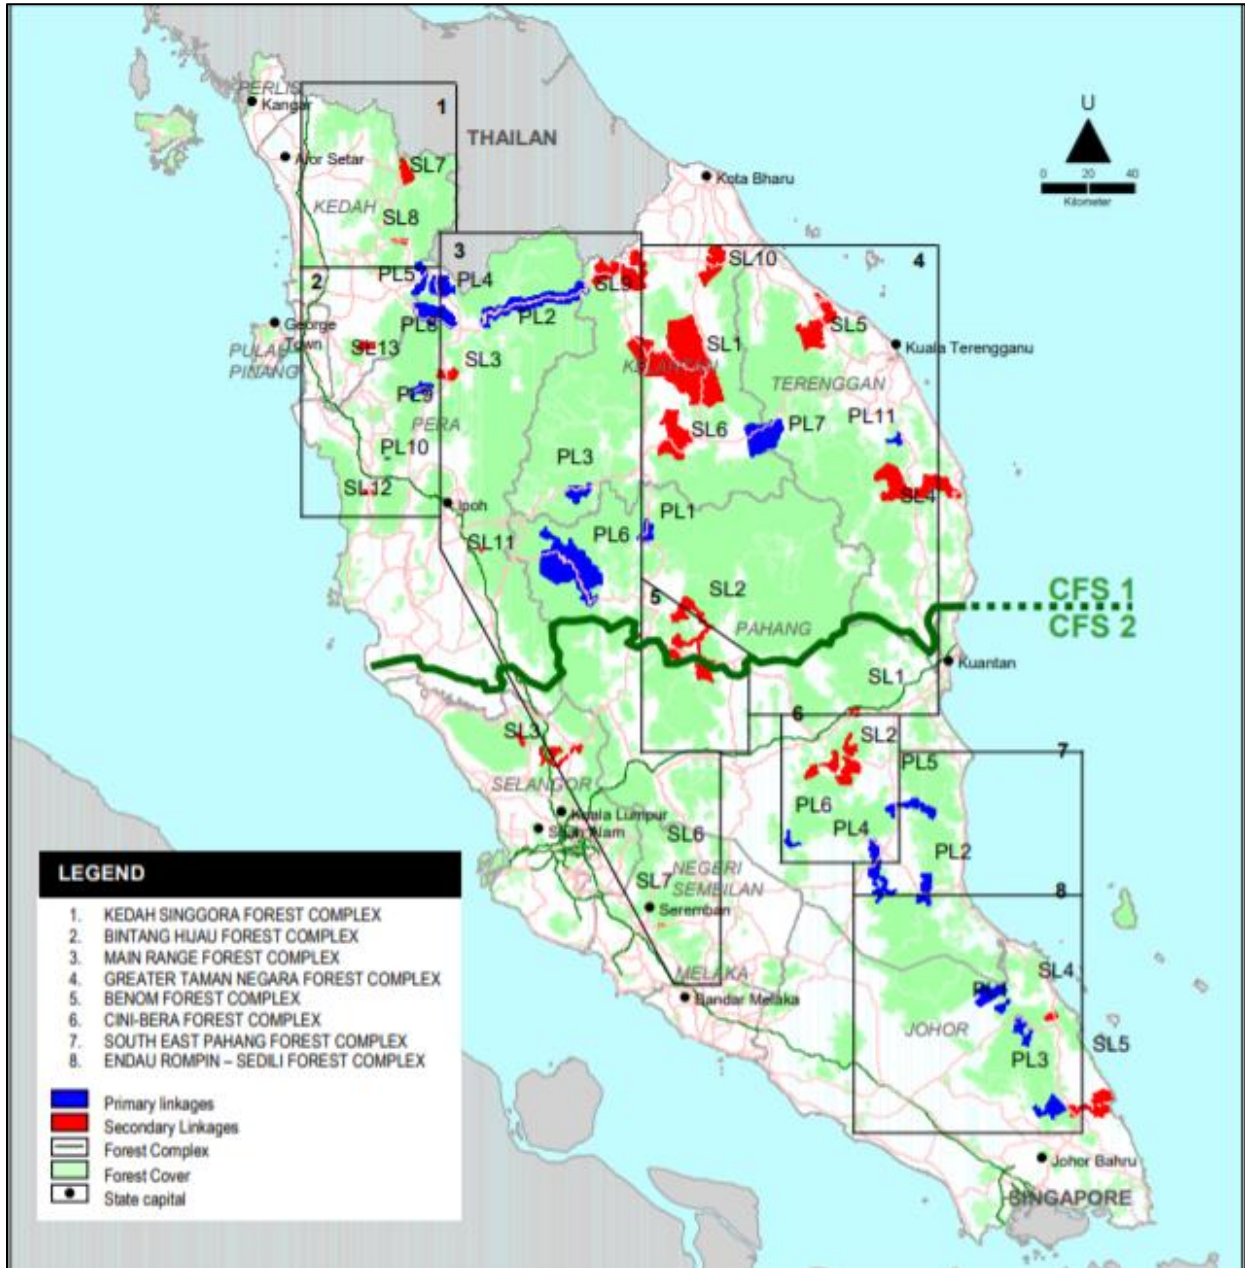 PERLIS
Kangar
1
THAILAN
Alor Setar
SL7
KEDAH
SL8
Kota Bharu
U
0 20 40
Kilometer
3
4
SL10
2
PL5
PL4
SL9
PL2
PL8
SL5
George
Town
PULAU
PINANG
SL13
SL3
SL1
KELANTAN
Kuala Terengganu
TERENGGAN
PL9
PERA
SL6
PL7
PL11
PL10
PL3
SL12
SL4
Ipoh
PL1
PL6
SL11
SL2
5
CFS 1
CFS 2
PAHANG
Kuantan
SL1
6
SL3
SL2
7
PL5
SELANGOR
PL6
Kuala Lumpur
Shah Alam
SL6
PL4
PL2
NEGERI
SEMBILAN
SL7
8
Seremban
MELAKA
SL4
PL1
Bandar Melaka
JOHOR
SL5
PL3
Johor Bahru
SINGAPORE
LEGEND
1. KEDAH SINGGORA FOREST COMPLEX
2. BINTANG HIJAU FOREST COMPLEX
3. MAIN RANGE FOREST COMPLEX
4. GREATER TAMAN NEGARA FOREST COMPLEX
5. BENOM FOREST COMPLEX
6. CINI-BERA FOREST COMPLEX
7. SOUTH EAST PAHANG FOREST COMPLEX
8. ENDAU ROMPIN – SEDILI FOREST COMPLEX
Primary linkages
Secondary Linkages
Forest Complex
Forest Cover
State capital